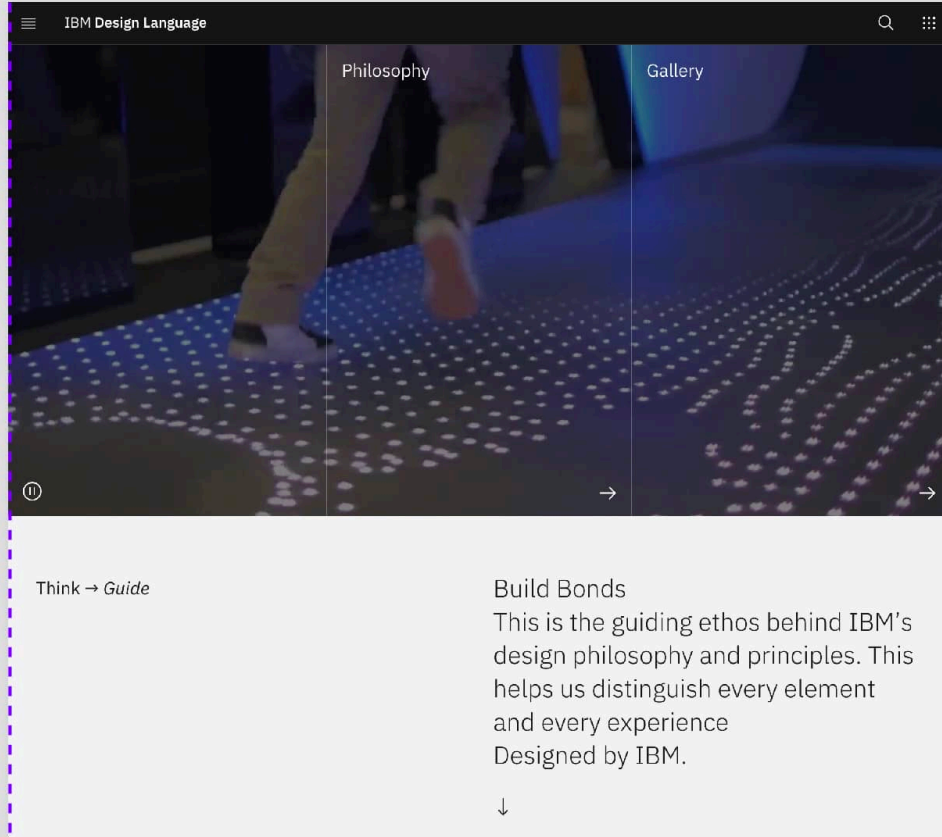 IBM Design Language
Philosophy
Gallery
Think → Guide
Build Bonds
This is the guiding ethos behind IBM’s
design philosophy and principles. This
helps us distinguish every element
and every experience
Designed by IBM.